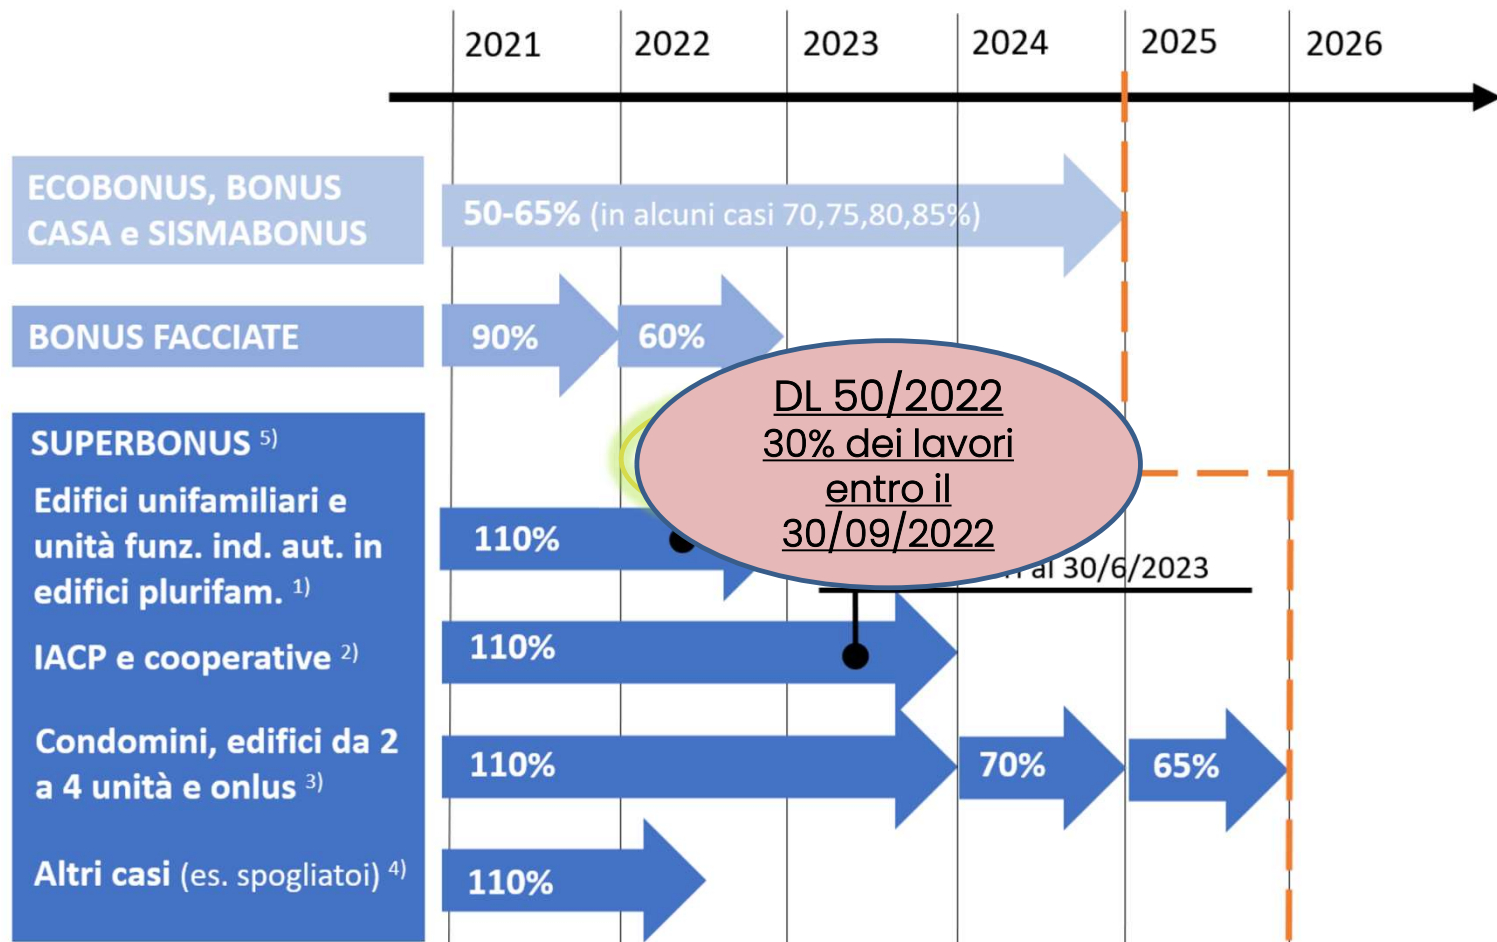 2021 2022 2023 2024 2025 2026
ECOBONUS, BONUS
CASA e SISMABONUS
50-65% (in alcuni casi 70,75,80,85%)
BONUS FACCIATE
90% 60%
DL 50/2022
30% dei lavori
entro il
30/09/2022
SUPERBONUS 5)
Edifici unifamiliari e
unità funz. ind. aut. in
edifici plurifam. 1)
110%
al 30/6/2023
IACP e cooperative 2)
110%
Condomini, edifici da 2
a 4 unità e onlus 3)
110% 70% 65%
Altri casi (es. spogliatoi) 4)
110%